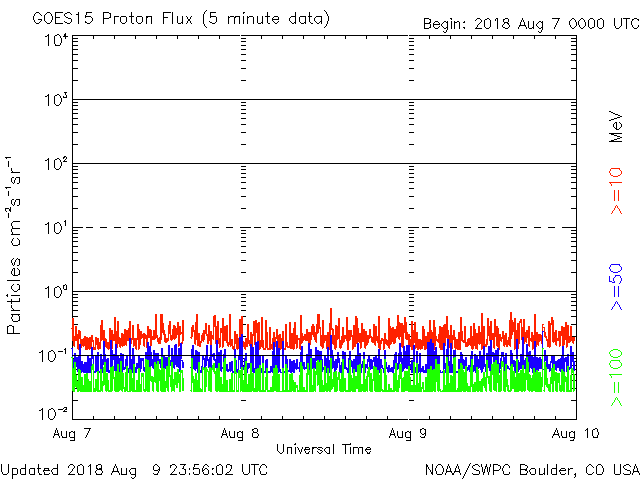 GOES15 Proton Flux (5 minute data)
Begin: 2018 Aug 7 0000 UTC
Particles cm⁻²s⁻¹sr⁻¹
10⁴
10³
10²
10¹
10⁰
10⁻¹
10⁻²
Aug 7
Aug 8
Aug 9
Aug 10
Universal Time
MeV
>=10
>=50
>=100
Updated 2018 Aug 9 23:56:02 UTC
NOAA/SWPC Boulder, CO USA